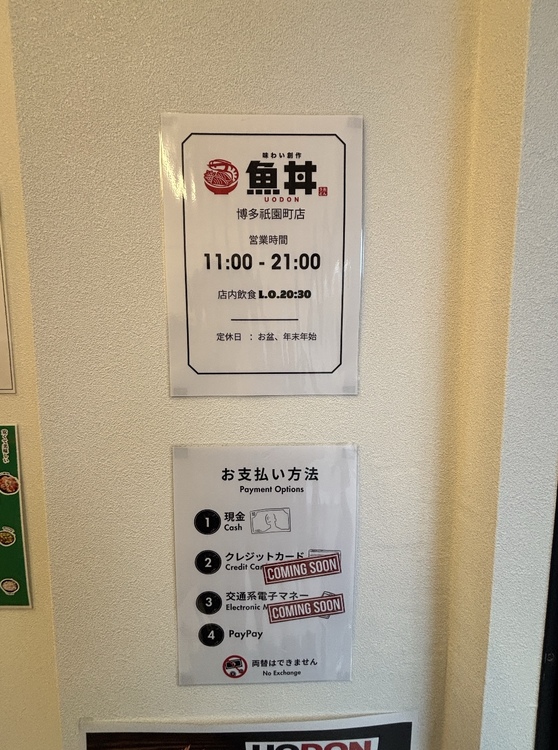 味わい創作
魚丼
UODON
博多祇園町店
営業時間
11:00 - 21:00
店内飲食 L.O.20:30
定休日 : お盆、年末年始
お支払い方法
Payment Options
1 現金
Cash
2 クレジットカード
Credit
COMING SOON
3 交通系電子マネー
Electronic
COMING SOON
4 PayPay
両替はできません
No Exchange
UODON